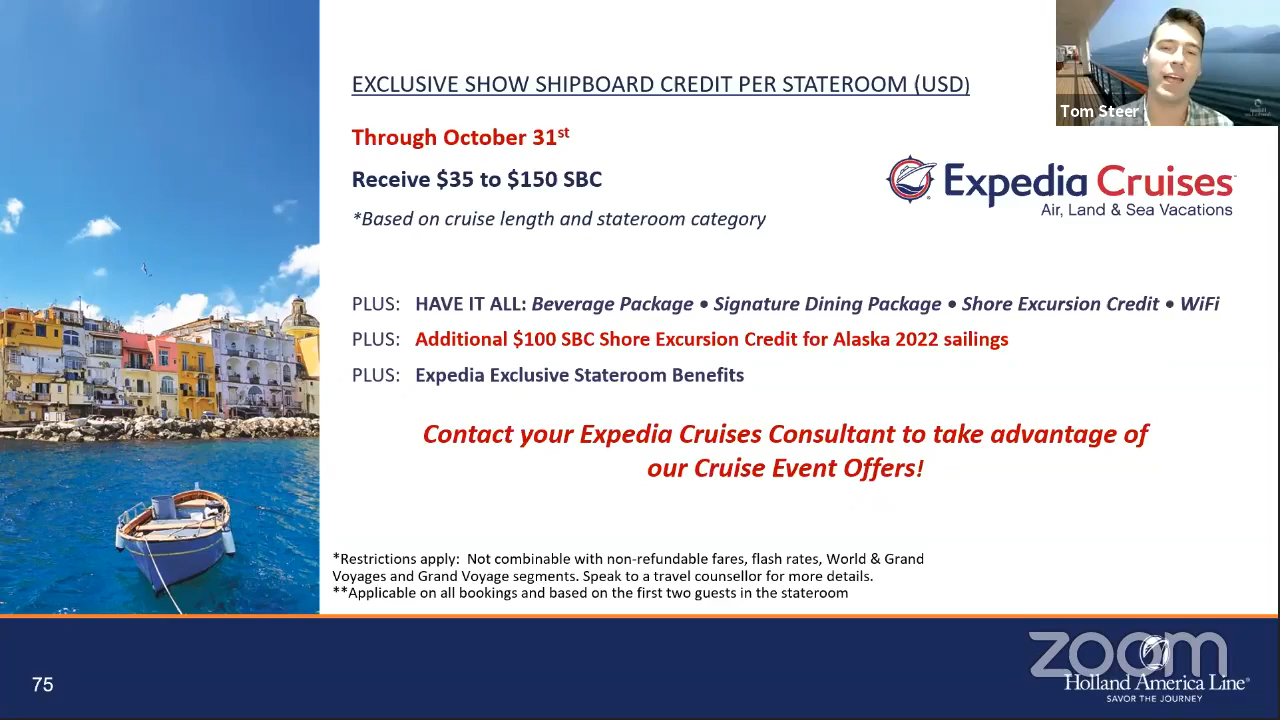 EXCLUSIVE SHOW SHIPBOARD CREDIT PER STATEROOM (USD)
Tom Steer
Through October 31st
Receive $35 to $150 SBC
*Based on cruise length and stateroom category
Expedia Cruises
Air, Land & Sea Vacations
PLUS: HAVE IT ALL: Beverage Package • Signature Dining Package • Shore Excursion Credit • WiFi
PLUS: Additional $100 SBC Shore Excursion Credit for Alaska 2022 sailings
PLUS: Expedia Exclusive Stateroom Benefits
Contact your Expedia Cruises Consultant to take advantage of
our Cruise Event Offers!
*Restrictions apply: Not combinable with non-refundable fares, flash rates, World & Grand
Voyages and Grand Voyage segments. Speak to a travel counsellor for more details.
**Applicable on all bookings and based on the first two guests in the stateroom
75
zoom
Holland America Line®
SAVOR THE JOURNEY